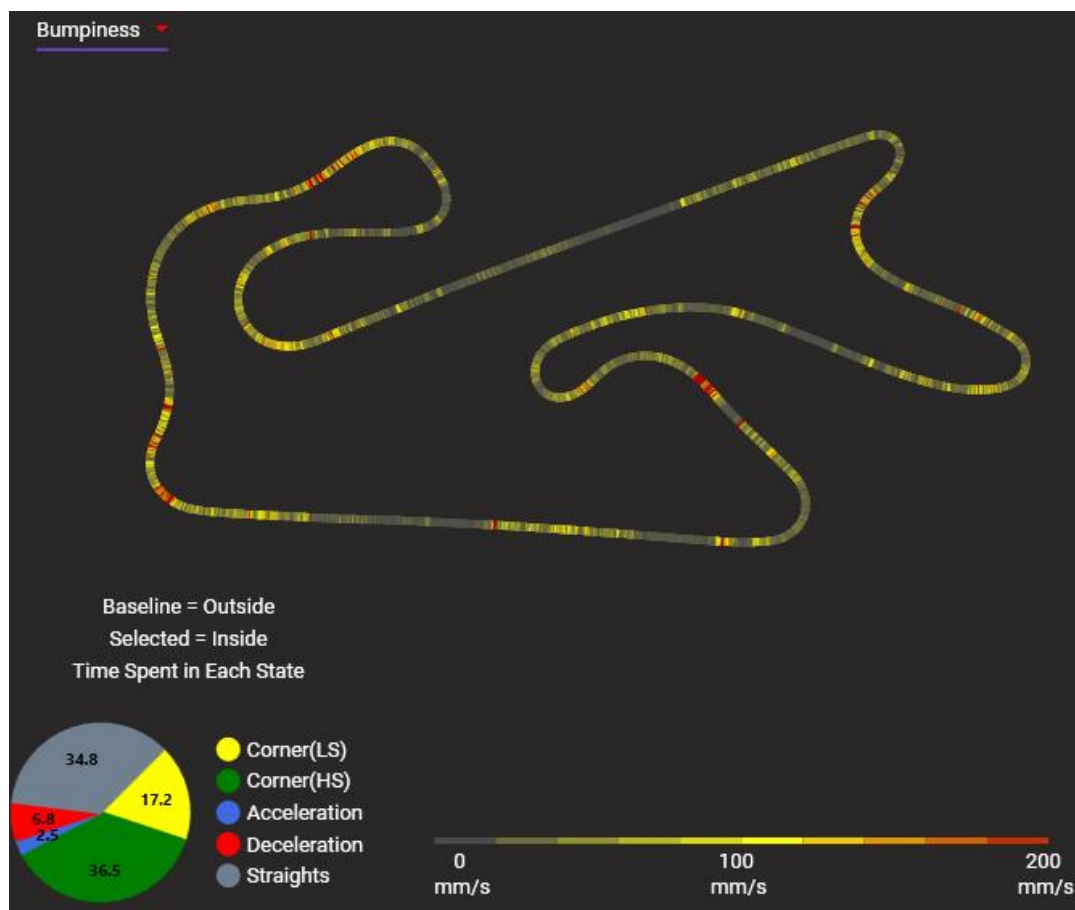 Bumpiness
Baseline = Outside
Selected = Inside
Time Spent in Each State
34.8
17.2
6.8
2.5
36.5
Corner(LS)
Corner(HS)
Acceleration
Deceleration
Straights
0 100 200
mm/s mm/s mm/s